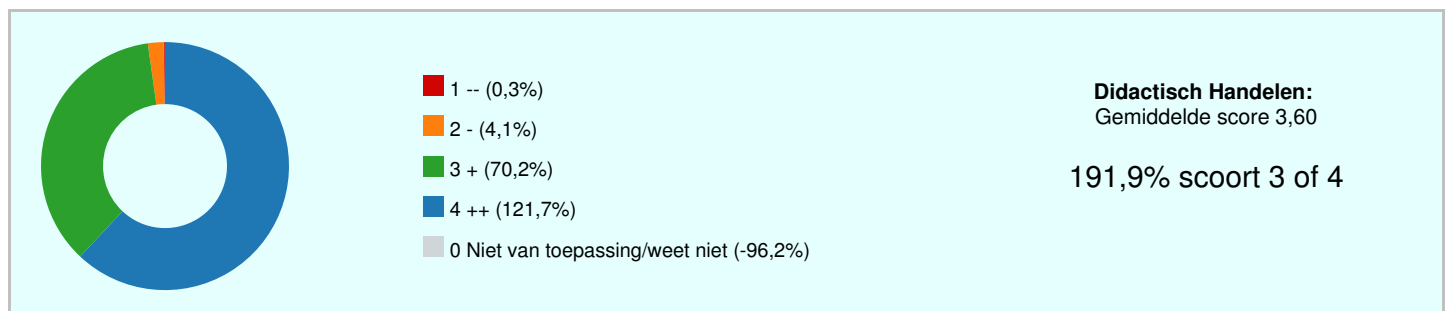 1 -- (0,3%)
2 - (4,1%)
3 + (70,2%)
4 ++ (121,7%)
0 Niet van toepassing/weet niet (-96,2%)
Didactisch Handelen:
Gemiddelde score 3,60
191,9% scoort 3 of 4